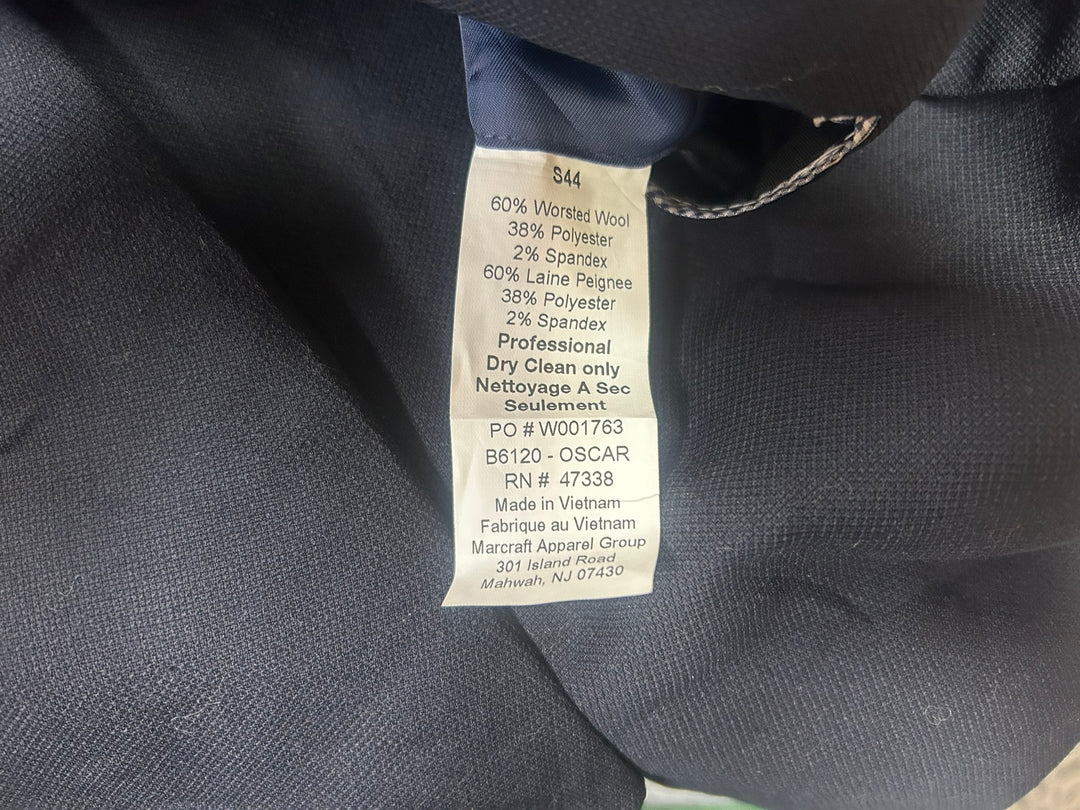 S44
60% Worsted Wool
38% Polyester
2% Spandex
60% Laine Peignee
38% Polyester
2% Spandex
Professional
Dry Clean only
Nettoyage A Sec
Seulement
PO # W001763
B6120 - OSCAR
RN # 47338
Made in Vietnam
Fabrique au Vietnam
Marcraft Apparel Group
301 Island Road
Mahwah, NJ 07430